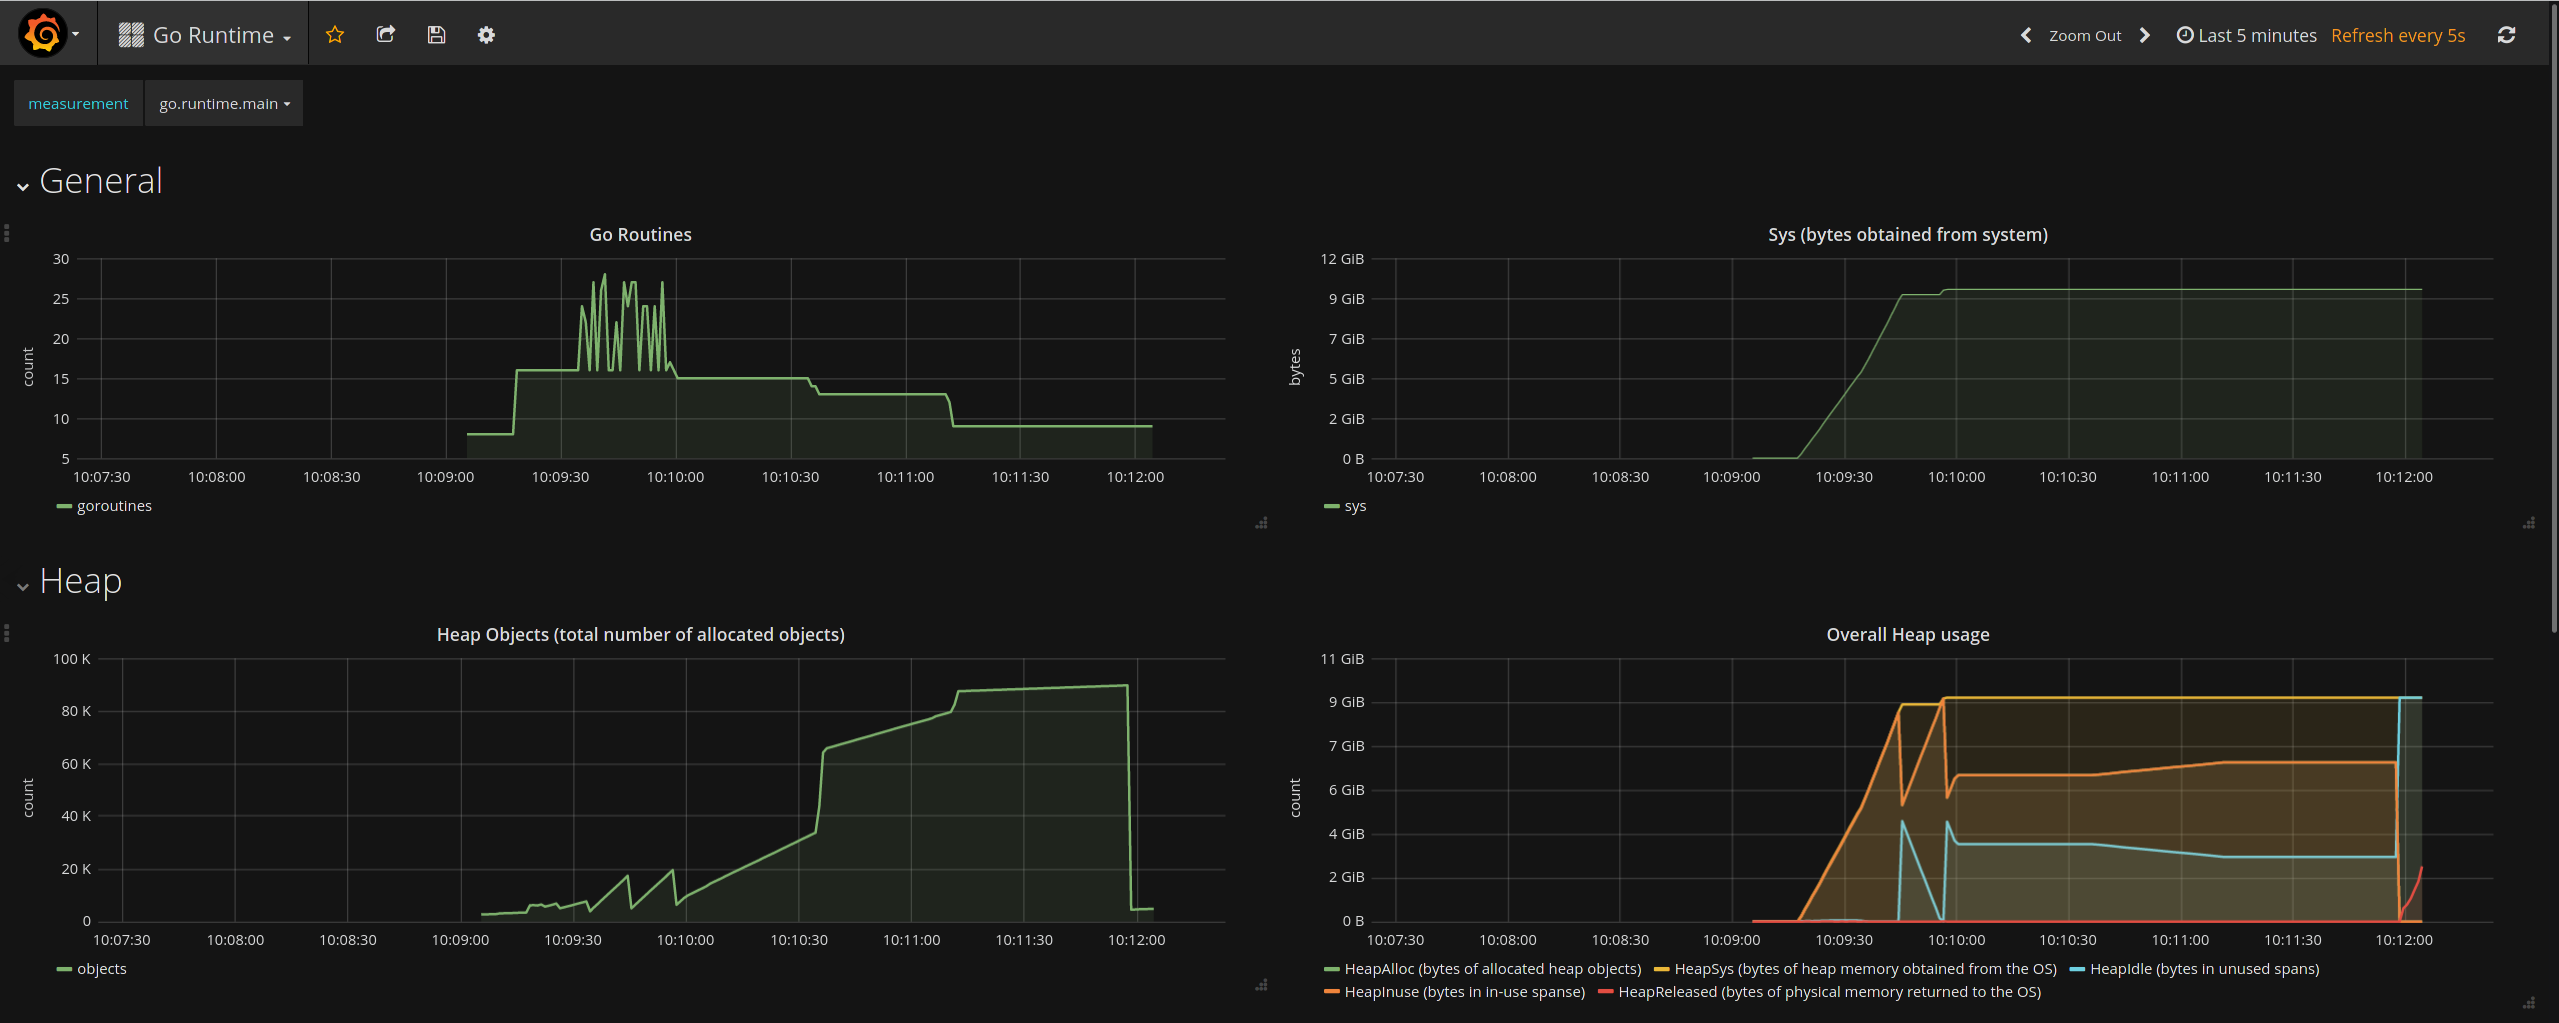 Go Runtime
Zoom Out Last 5 minutes Refresh every 5s
measurement go.runtime.main
General
Go Routines
30
25
20
15
10
5
count
10:07:30 10:08:00 10:08:30 10:09:00 10:09:30 10:10:00 10:10:30 10:11:00 10:11:30 10:12:00
goroutines
Sys (bytes obtained from system)
12 GiB
9 GiB
7 GiB
5 GiB
2 GiB
0 B
bytes
10:07:30 10:08:00 10:08:30 10:09:00 10:09:30 10:10:00 10:10:30 10:11:00 10:11:30 10:12:00
sys
Heap
Heap Objects (total number of allocated objects)
100 K
80 K
60 K
40 K
20 K
0
count
10:07:30 10:08:00 10:08:30 10:09:00 10:09:30 10:10:00 10:10:30 10:11:00 10:11:30 10:12:00
objects
Overall Heap usage
11 GiB
9 GiB
7 GiB
6 GiB
4 GiB
2 GiB
0 B
count
10:07:30 10:08:00 10:08:30 10:09:00 10:09:30 10:10:00 10:10:30 10:11:00 10:11:30 10:12:00
HeapAlloc (bytes of allocated heap objects) HeapSys (bytes of heap memory obtained from the OS) HeapIdle (bytes in unused spans)
HeapInuse (bytes in in-use spanse) HeapReleased (bytes of physical memory returned to the OS)